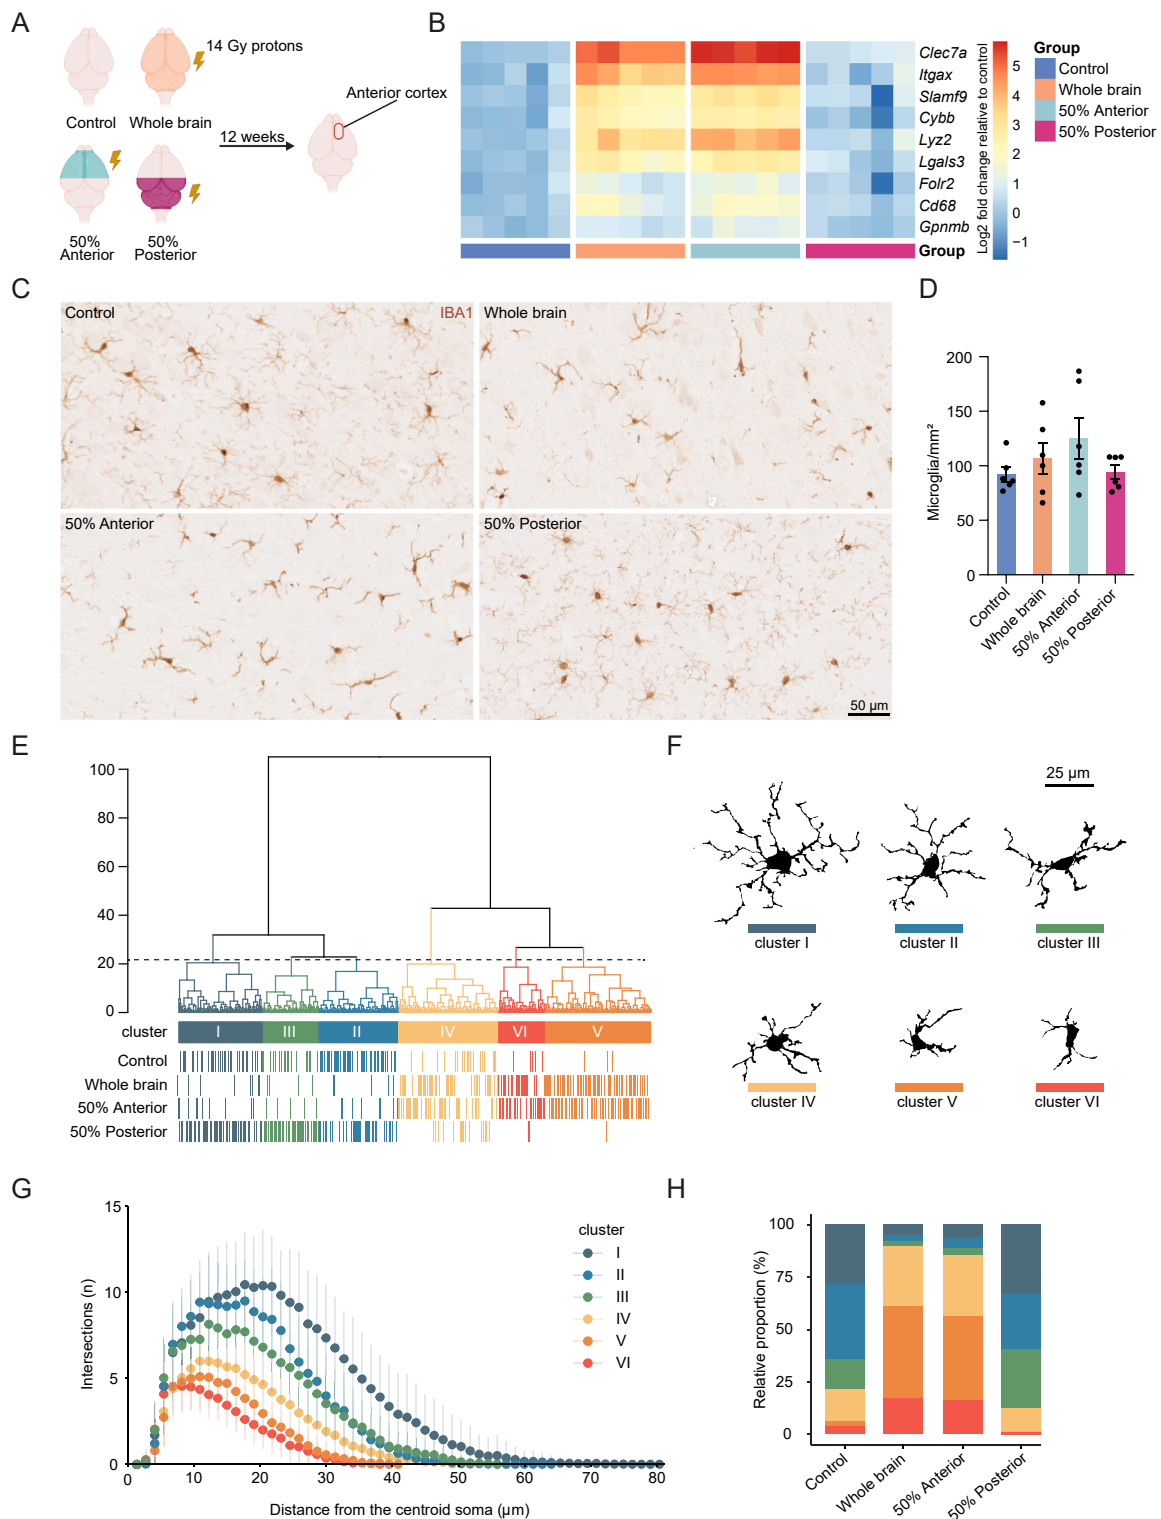 A
14 Gy protons
Control
Whole brain
12 weeks
Anterior cortex
50%
Anterior
50%
Posterior
B
Clec7a
Itgax
Slamf9
Cybb
Lyz2
Lgals3
Folr2
Cd68
Gpnmb
Group
Log2 fold change relative to control
5
4
3
2
1
0
−1
Group
Control
Whole brain
50% Anterior
50% Posterior
C
Control
IBA1
Whole brain
50% Anterior
50% Posterior
50 µm
D
Microglia/mm²
200
150
100
50
0
Control
Whole brain
50% Anterior
50% Posterior
E
100
80
60
40
20
0
cluster
I
III
II
IV
VI
V
Control
Whole brain
50% Anterior
50% Posterior
F
25 µm
cluster I
cluster II
cluster III
cluster IV
cluster V
cluster VI
G
Intersections (n)
15
10
5
0
0
10
20
30
40
50
60
70
80
Distance from the centroid soma (µm)
cluster
I
II
III
IV
V
VI
H
Relative proportion (%)
100
75
50
25
0
Control
Whole brain
50% Anterior
50% Posterior